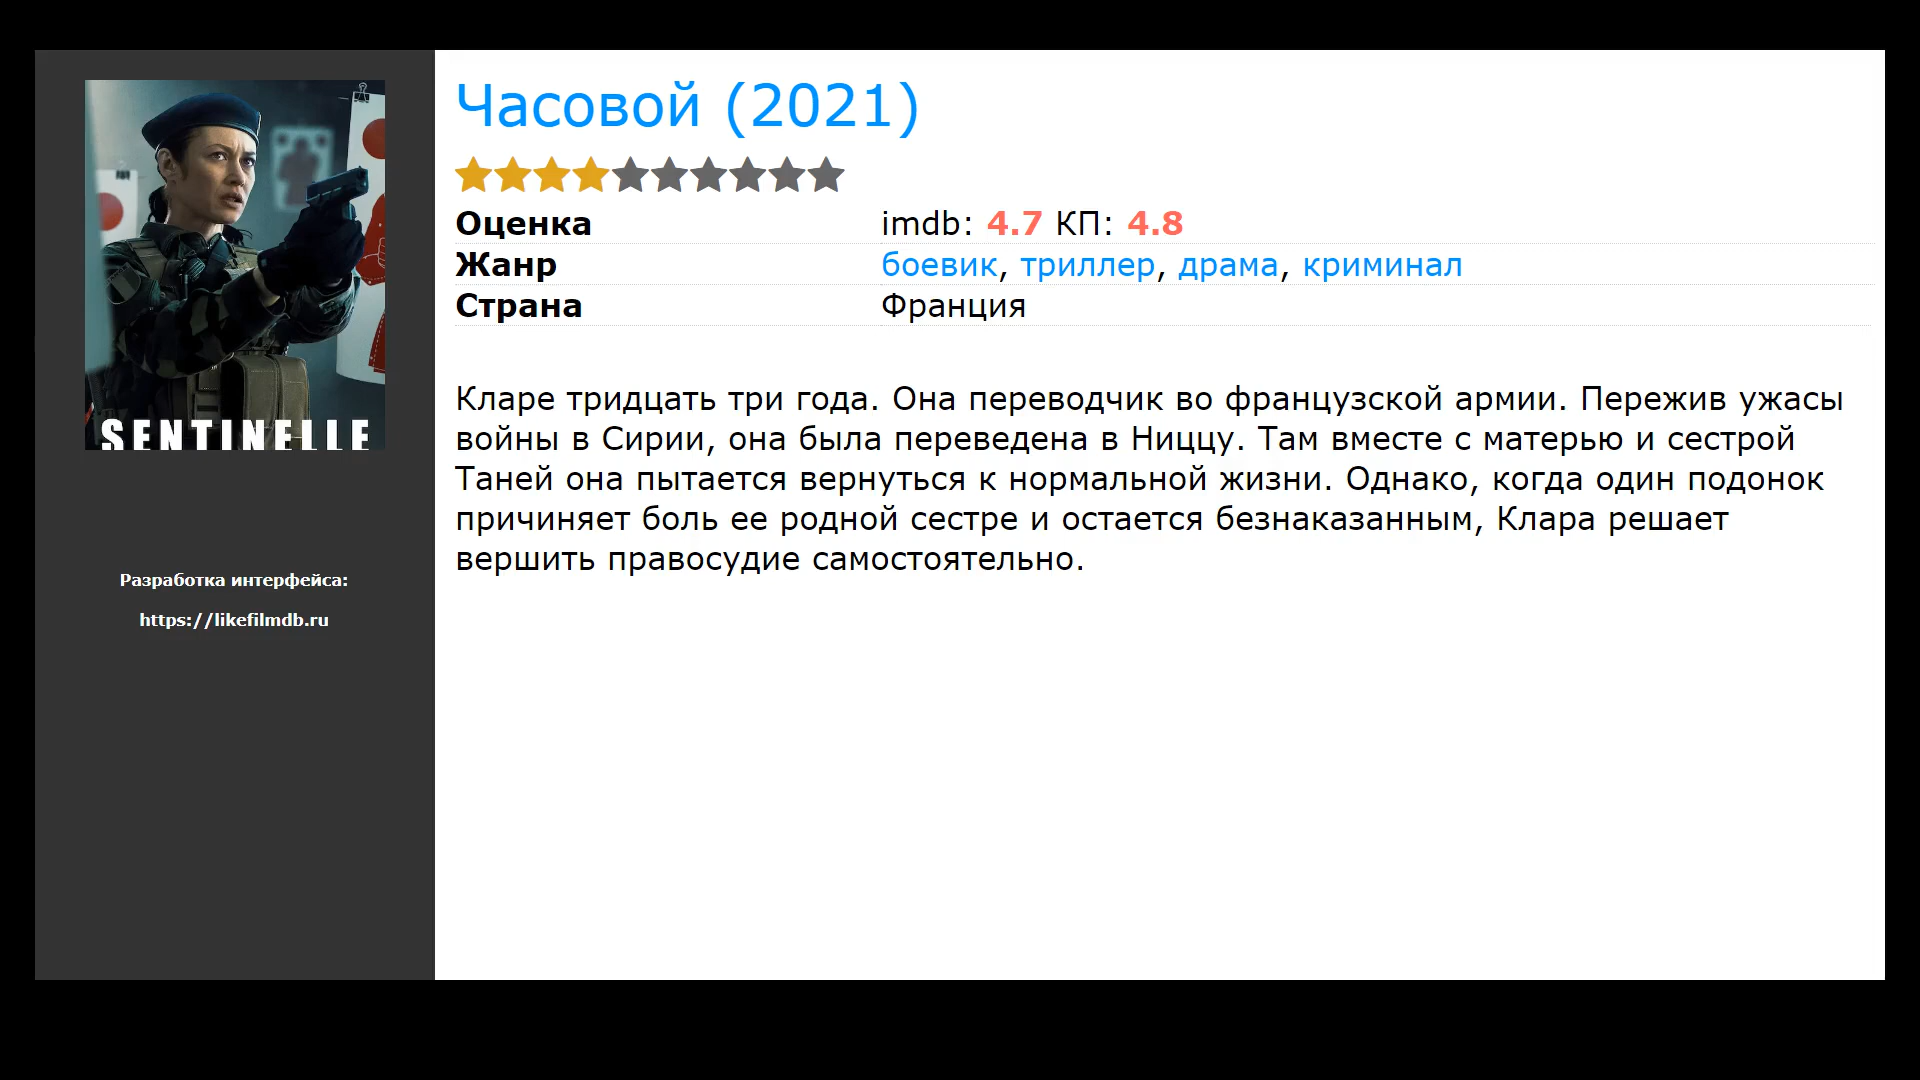 SENTINELLE
Разработка интерфейса:
https://likefilmdb.ru
Часовой (2021)
Оценка imdb: 4.7 КП: 4.8
Жанр боевик, триллер, драма, криминал
Страна Франция
Кларе тридцать три года. Она переводчик во французской армии. Пережив ужасы
войны в Сирии, она была переведена в Ниццу. Там вместе с матерью и сестрой
Таней она пытается вернуться к нормальной жизни. Однако, когда один подонок
причиняет боль ее родной сестре и остается безнаказанным, Клара решает
вершить правосудие самостоятельно.